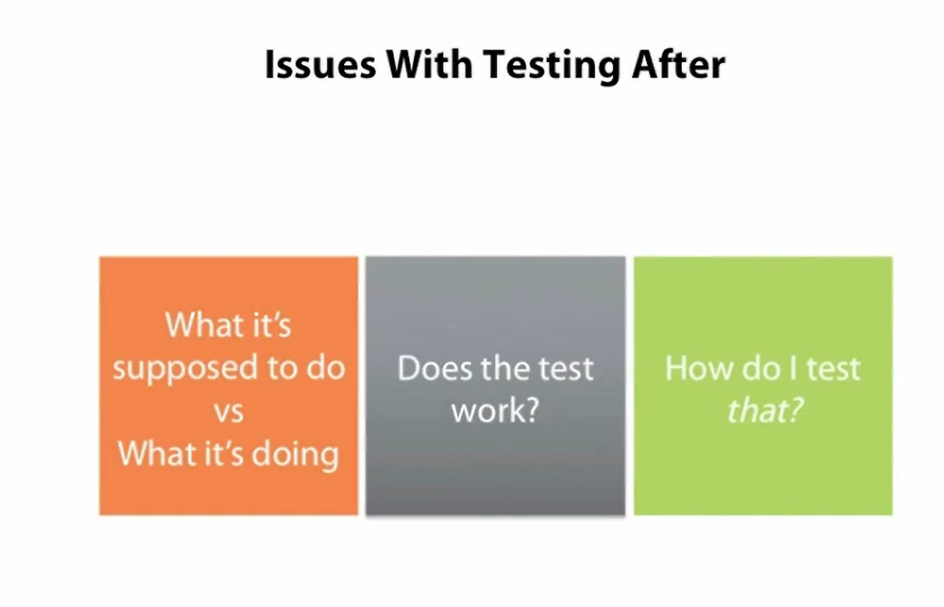 Issues With Testing After
What it's
supposed to do
vs
What it's doing
Does the test
work?
How do I test
that?